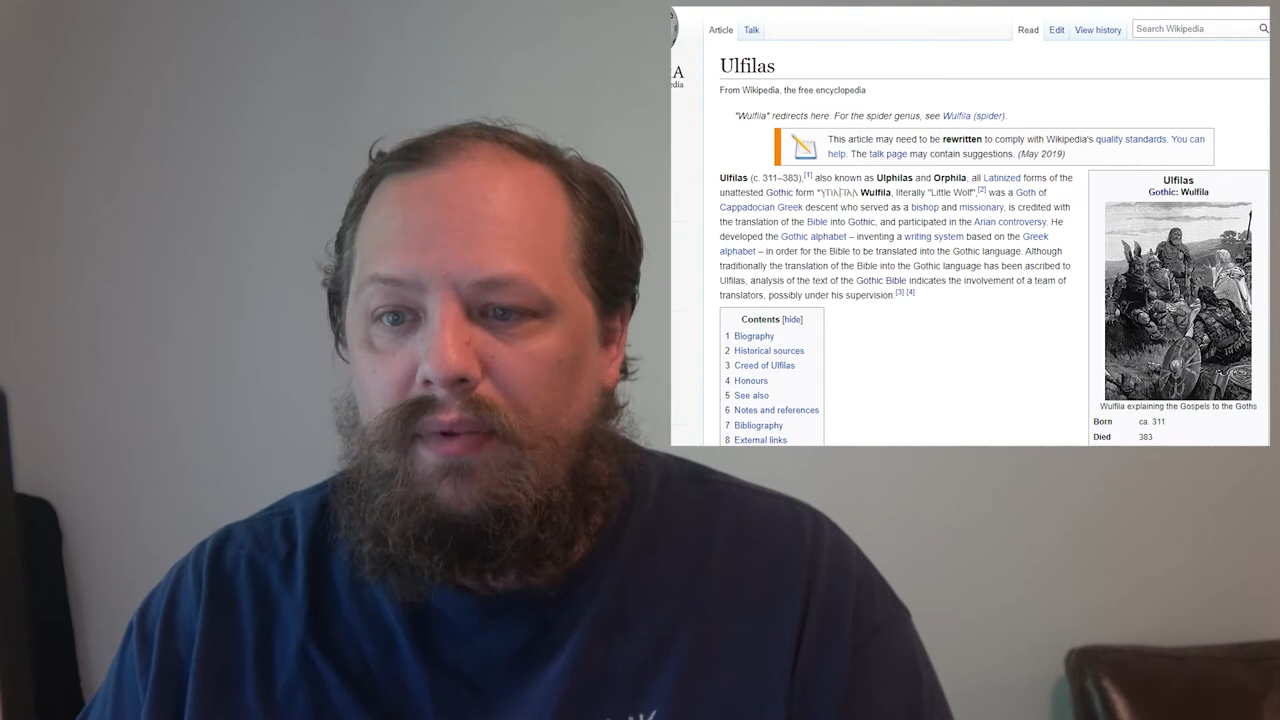 Article Talk Read Edit View history Search Wikipedia
A
edia
Ulfilas
From Wikipedia, the free encyclopedia
"Wulfila" redirects here. For the spider genus, see Wulfila (spider).
This article may need to be rewritten to comply with Wikipedia's quality standards. You can
help. The talk page may contain suggestions. (May 2019)
Ulfilas (c. 311–383),[1] also known as Ulphilas and Orphila, all Latinized forms of the
unattested Gothic form Wulfila, literally "Little Wolf",[2] was a Goth of
Cappadocian Greek descent who served as a bishop and missionary, is credited with
the translation of the Bible into Gothic, and participated in the Arian controversy. He
developed the Gothic alphabet – inventing a writing system based on the Greek
alphabet – in order for the Bible to be translated into the Gothic language. Although
traditionally the translation of the Bible into the Gothic language has been ascribed to
Ulfilas, analysis of the text of the Gothic Bible indicates the involvement of a team of
translators, possibly under his supervision.[3] [4]
Contents [hide]
1 Biography
2 Historical sources
3 Creed of Ulfilas
4 Honours
5 See also
6 Notes and references
7 Bibliography
8 External links
Ulfilas
Gothic: Wulfila
Wulfila explaining the Gospels to the Goths
Born ca. 311
Died 383